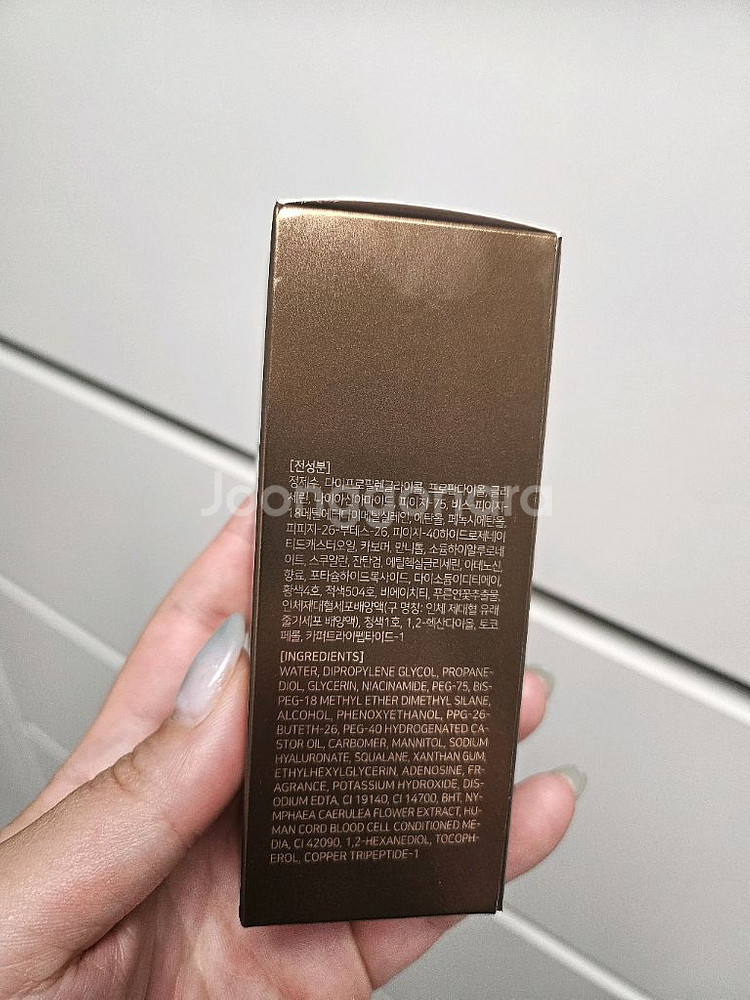 [전성분]
정제수, 다이프로필렌글라이콜, 프로판다이올, 글리
세린, 나이아신아마이드, 피이지-75, 비스-피이지-
18메틸에터다이메틸실레인, 에탄올, 페녹시에탄올,
피피지-26-부테스-26, 피이지-40하이드로제네이
티드캐스터오일, 카보머, 만니톨, 소듐하이알루로네
이트, 스쿠알란, 잔탄검, 에틸헥실글리세린, 아데노신,
향료, 포타슘하이드록사이드, 다이소듐이디티에이,
황색4호, 적색504호, 비에이치티, 푸른연꽃추출물,
인체제대혈세포배양액(구 명칭: 인체 제대혈 유래
줄기세포 배양액), 청색1호, 1,2-헥산다이올, 토코
페롤, 카퍼트라이펩타이드-1
[INGREDIENTS]
WATER, DIPROPYLENE GLYCOL, PROPANE-
DIOL, GLYCERIN, NIACINAMIDE, PEG-75, BIS-
PEG-18 METHYL ETHER DIMETHYL SILANE,
ALCOHOL, PHENOXYETHANOL, PPG-26-
BUTETH-26, PEG-40 HYDROGENATED CA-
STOR OIL, CARBOMER, MANNITOL, SODIUM
HYALURONATE, SQUALANE, XANTHAN GUM,
ETHYLHEXYLGLYCERIN, ADENOSINE, FR-
AGRANCE, POTASSIUM HYDROXIDE, DIS-
ODIUM EDTA, CI 19140, CI 14700, BHT, NY-
MPHAEA CAERULEA FLOWER EXTRACT, HU-
MAN CORD BLOOD CELL CONDITIONED ME-
DIA, CI 42090, 1,2-HEXANEDIOL, TOCOPH-
EROL, COPPER TRIPEPTIDE-1
Joonggonara